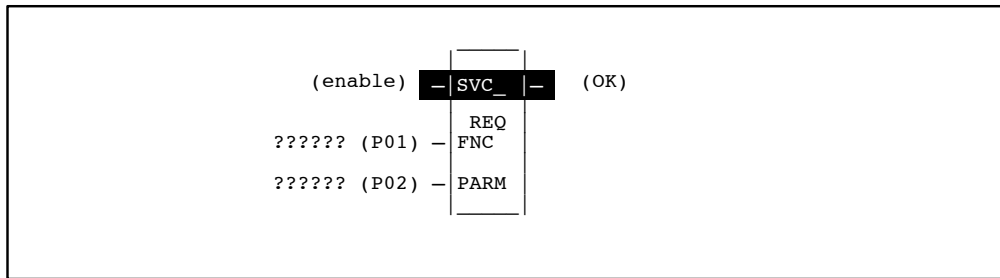 (enable) SVC_ (OK)
REQ
?????? (P01) FNC
?????? (P02) PARM